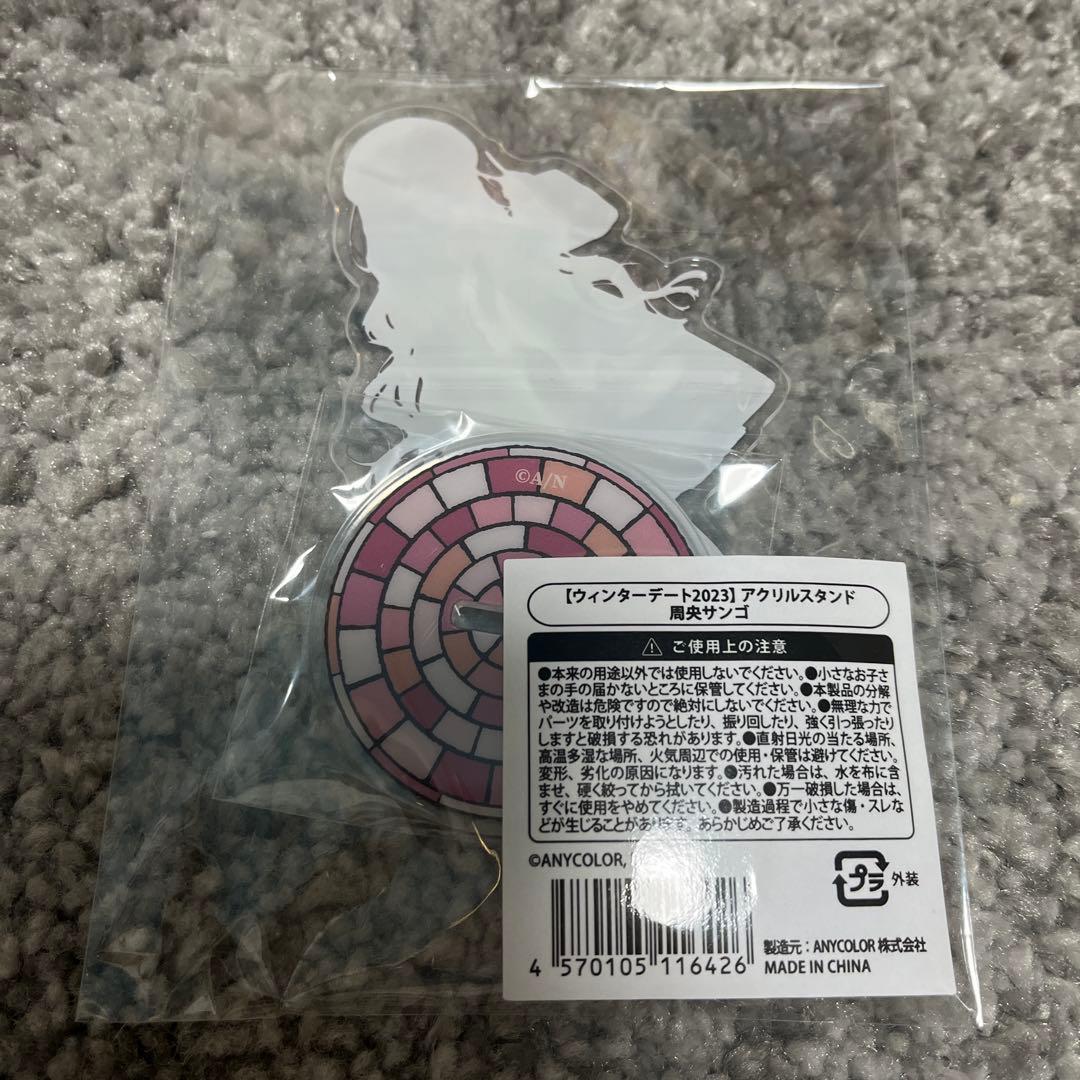 ©A/N
【ウィンターデート2023】アクリルスタンド
周央サンゴ
ご使用上の注意
●本来の用途以外では使用しないでください。●小さなお子さ
まの手の届かないところに保管してください。●本製品の分解
や改造は危険ですので絶対にしないでください。●無理な力で
パーツを取り付けようとしたり、振り回したり、強く引っ張ったり
しますと破損する恐れがあります。●直射日光の当たる場所、
高温多湿な場所、火気周辺での使用・保管は避けてください。
変形、劣化の原因になります。●汚れた場合は、水を布に含
ませ、硬く絞ってから拭いてください。●万一破損した場合は、
すぐに使用をやめてください。●製造過程で小さな傷・スレな
どが生じることがあります。あらかじめご了承ください。
©ANYCOLOR,
プラ 外装
4 570105 116426
製造元：ANYCOLOR 株式会社
MADE IN CHINA